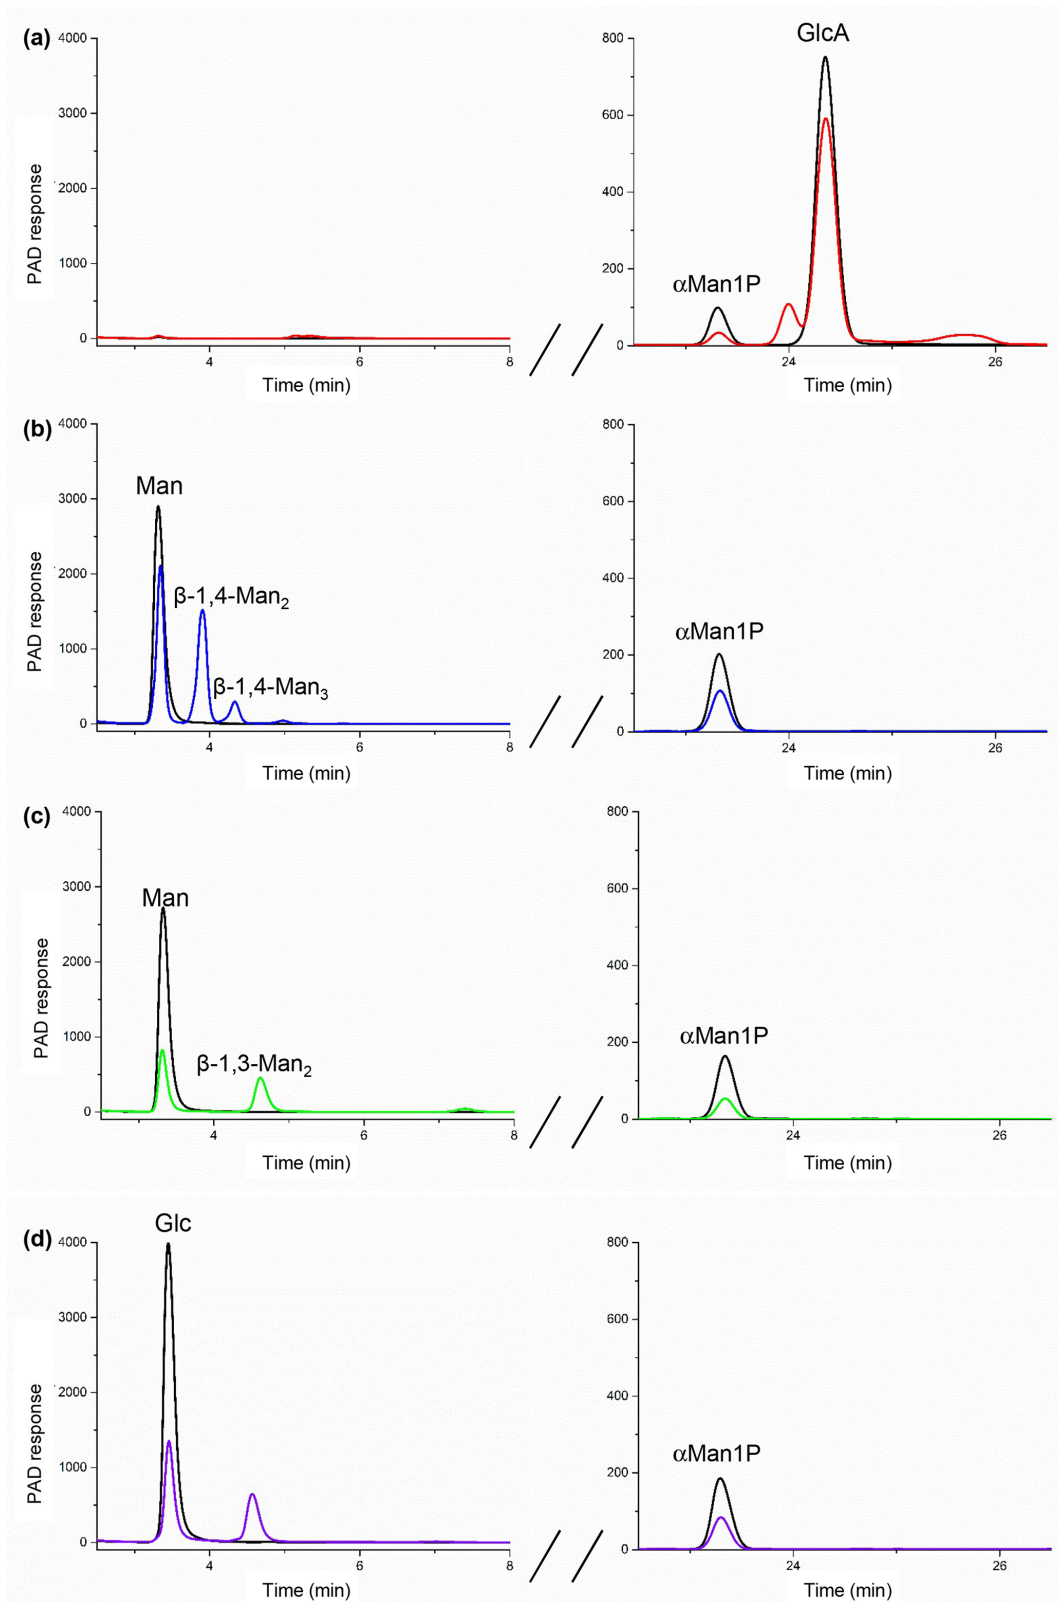 (a)
4000
3000
2000
1000
0
PAD response
4
6
8
Time (min)
GlcA
αMan1P
800
600
400
200
0
24
26
Time (min)
(b)
4000
3000
2000
1000
0
PAD response
Man
β-1,4-Man₂
β-1,4-Man₃
4
6
8
Time (min)
800
600
400
200
0
αMan1P
24
26
Time (min)
(c)
4000
3000
2000
1000
0
PAD response
Man
β-1,3-Man₂
4
6
8
Time (min)
800
600
400
200
0
αMan1P
24
26
Time (min)
(d)
Glc
4000
3000
2000
1000
0
PAD response
4
6
8
Time (min)
800
600
400
200
0
αMan1P
24
26
Time (min)